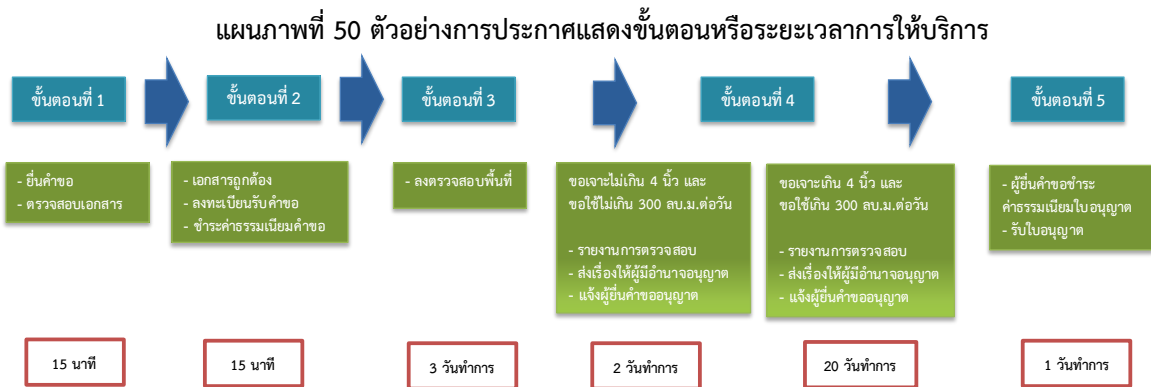 แผนภาพที่ 50 ตัวอย่างการประกาศแสดงขั้นตอนหรือระยะเวลาการให้บริการ
ขั้นตอนที่ 1
ขั้นตอนที่ 2
ขั้นตอนที่ 3
ขั้นตอนที่ 4
ขั้นตอนที่ 5
- ยื่นคำขอ
- ตรวจสอบเอกสาร
- เอกสารถูกต้อง
- ลงทะเบียนรับคำขอ
- ชำระค่าธรรมเนียมคำขอ
- ลงตรวจสอบพื้นที่
ขอเจาะไม่เกิน 4 นิ้ว และ
ขอใช้ไม่เกิน 300 ลบ.ม.ต่อวัน
- รายงานการตรวจสอบ
- ส่งเรื่องให้ผู้มีอำนาจอนุญาต
- แจ้งผู้ยื่นคำขออนุญาต
ขอเจาะเกิน 4 นิ้ว และ
ขอใช้เกิน 300 ลบ.ม.ต่อวัน
- รายงานการตรวจสอบ
- ส่งเรื่องให้ผู้มีอำนาจอนุญาต
- แจ้งผู้ยื่นคำขออนุญาต
- ผู้ยื่นคำขอชำระ
ค่าธรรมเนียมใบอนุญาต
- รับใบอนุญาต
15 นาที
15 นาที
3 วันทำการ
2 วันทำการ
20 วันทำการ
1 วันทำการ